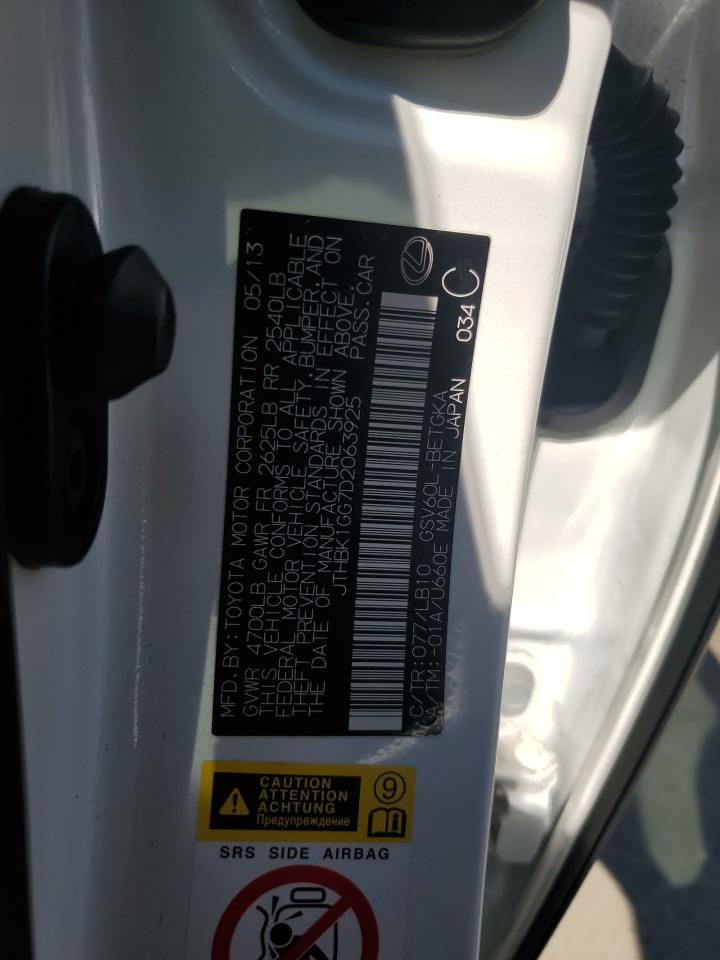 MFD. BY: TOYOTA MOTOR CORPORATION 05/13
GVWR 4700LB GAWR FR 2625LB RR 2540LB
THIS VEHICLE CONFORMS TO ALL APPLICABLE
FEDERAL MOTOR VEHICLE SAFETY, BUMPER, AND
THEFT PREVENTION STANDARDS IN EFFECT ON
THE DATE OF MANUFACTURE SHOWN ABOVE.
JTHBK1GG7D2063925 PASS. CAR
C/TR: 077/LB10 GSV60L-BETGKA
CA/TM: -01A/U660E MADE IN JAPAN 034 C
CAUTION
ATTENTION
ACHTUNG
Предупреждение
9
SRS SIDE AIRBAG